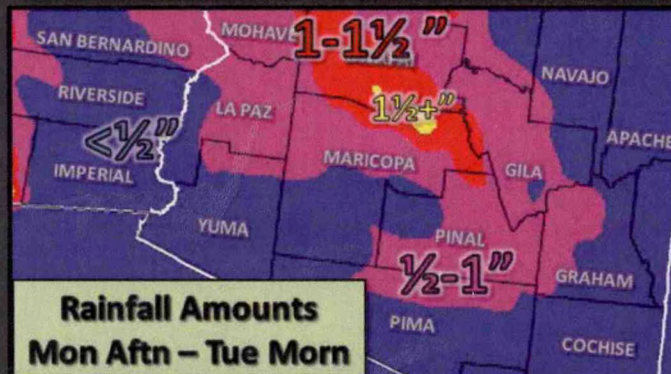 MOHAVE
1-1½"
SAN BERNARDINO
NAVAJO
RIVERSIDE
LA PAZ
1½+"
<½"
APACHE
MARICOPA
GILA
IMPERIAL
YUMA
PINAL
½-1"
GRAHAM
Rainfall Amounts
Mon Aftn – Tue Morn
PIMA
COCHISE